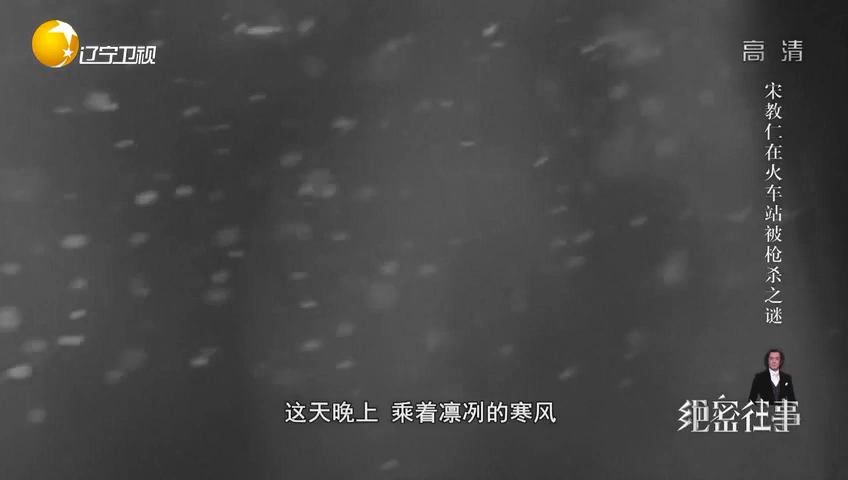 辽宁卫视
高清
宋教仁在火车站被枪杀之谜
这天晚上 乘着凛冽的寒风
绝密往事